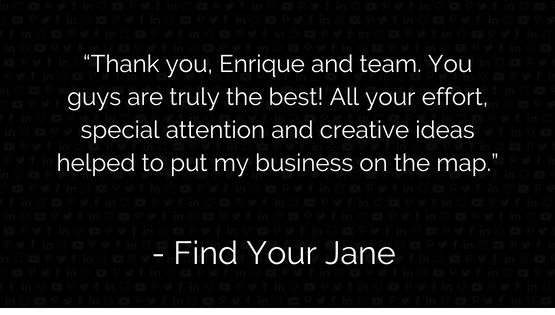 “Thank you, Enrique and team. You
guys are truly the best! All your effort,
special attention and creative ideas
helped to put my business on the map.”
- Find Your Jane